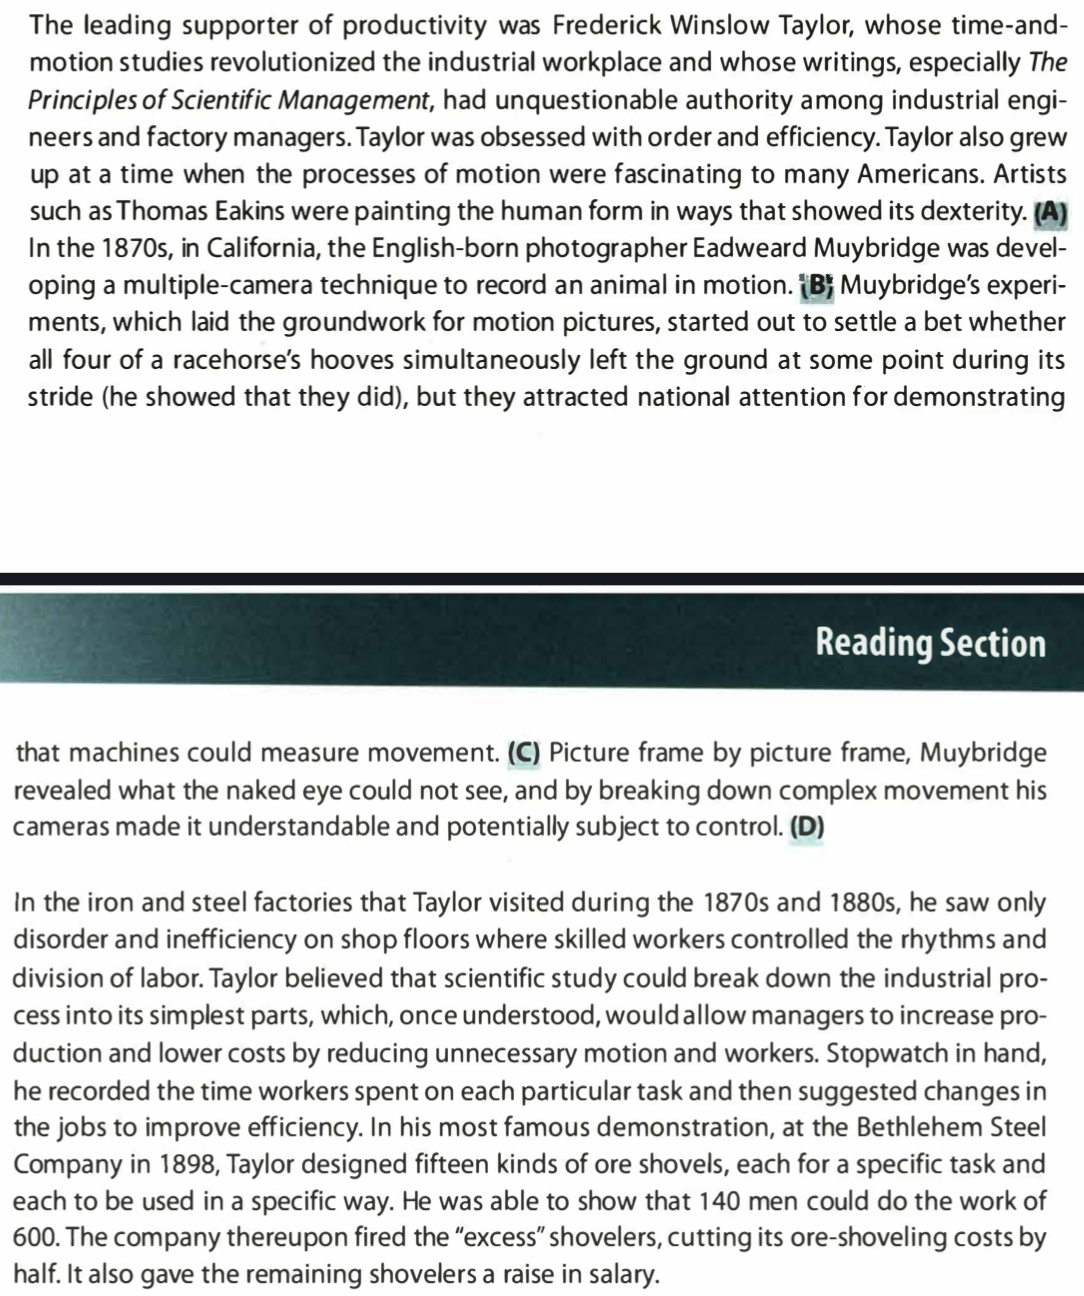 The leading supporter of productivity was Frederick Winslow Taylor, whose time-and-
motion studies revolutionized the industrial workplace and whose writings, especially The
Principles of Scientific Management, had unquestionable authority among industrial engi-
neers and factory managers. Taylor was obsessed with order and efficiency. Taylor also grew
up at a time when the processes of motion were fascinating to many Americans. Artists
such as Thomas Eakins were painting the human form in ways that showed its dexterity. (A)
In the 1870s, in California, the English-born photographer Eadweard Muybridge was devel-
oping a multiple-camera technique to record an animal in motion. (B) Muybridge's experi-
ments, which laid the groundwork for motion pictures, started out to settle a bet whether
all four of a racehorse's hooves simultaneously left the ground at some point during its
stride (he showed that they did), but they attracted national attention for demonstrating
Reading Section
that machines could measure movement. (C) Picture frame by picture frame, Muybridge
revealed what the naked eye could not see, and by breaking down complex movement his
cameras made it understandable and potentially subject to control. (D)
In the iron and steel factories that Taylor visited during the 1870s and 1880s, he saw only
disorder and inefficiency on shop floors where skilled workers controlled the rhythms and
division of labor. Taylor believed that scientific study could break down the industrial pro-
cess into its simplest parts, which, once understood, would allow managers to increase pro-
duction and lower costs by reducing unnecessary motion and workers. Stopwatch in hand,
he recorded the time workers spent on each particular task and then suggested changes in
the jobs to improve efficiency. In his most famous demonstration, at the Bethlehem Steel
Company in 1898, Taylor designed fifteen kinds of ore shovels, each for a specific task and
each to be used in a specific way. He was able to show that 140 men could do the work of
600. The company thereupon fired the "excess" shovelers, cutting its ore-shoveling costs by
half. It also gave the remaining shovelers a raise in salary.